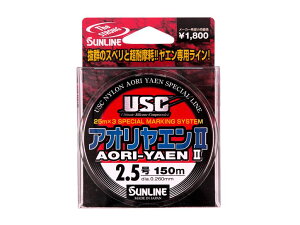 The STRONG
SUNLINE
メーカー希望小売価格
¥1,800
抜群のスベリと超耐摩耗!!ヤエン専用ライン!
USC NYLON AORI YAEN SPECIAL LINE
USC
25m×3 SPECIAL MARKING SYSTEM
アオリヤエンII
AORI-YAEN II
2.5号 150m
dia.0.260mm
SUNLINE
MADE IN JAPAN